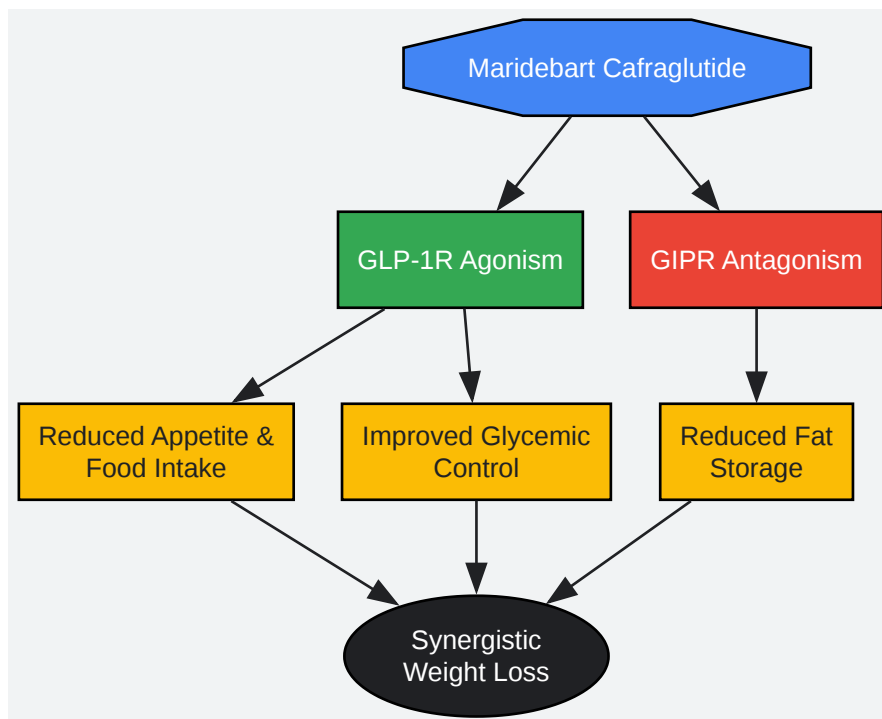 Maridebart Cafraglutide
GLP-1R Agonism
GIPR Antagonism
Reduced Appetite &
Food Intake
Improved Glycemic
Control
Reduced Fat
Storage
Synergistic
Weight Loss